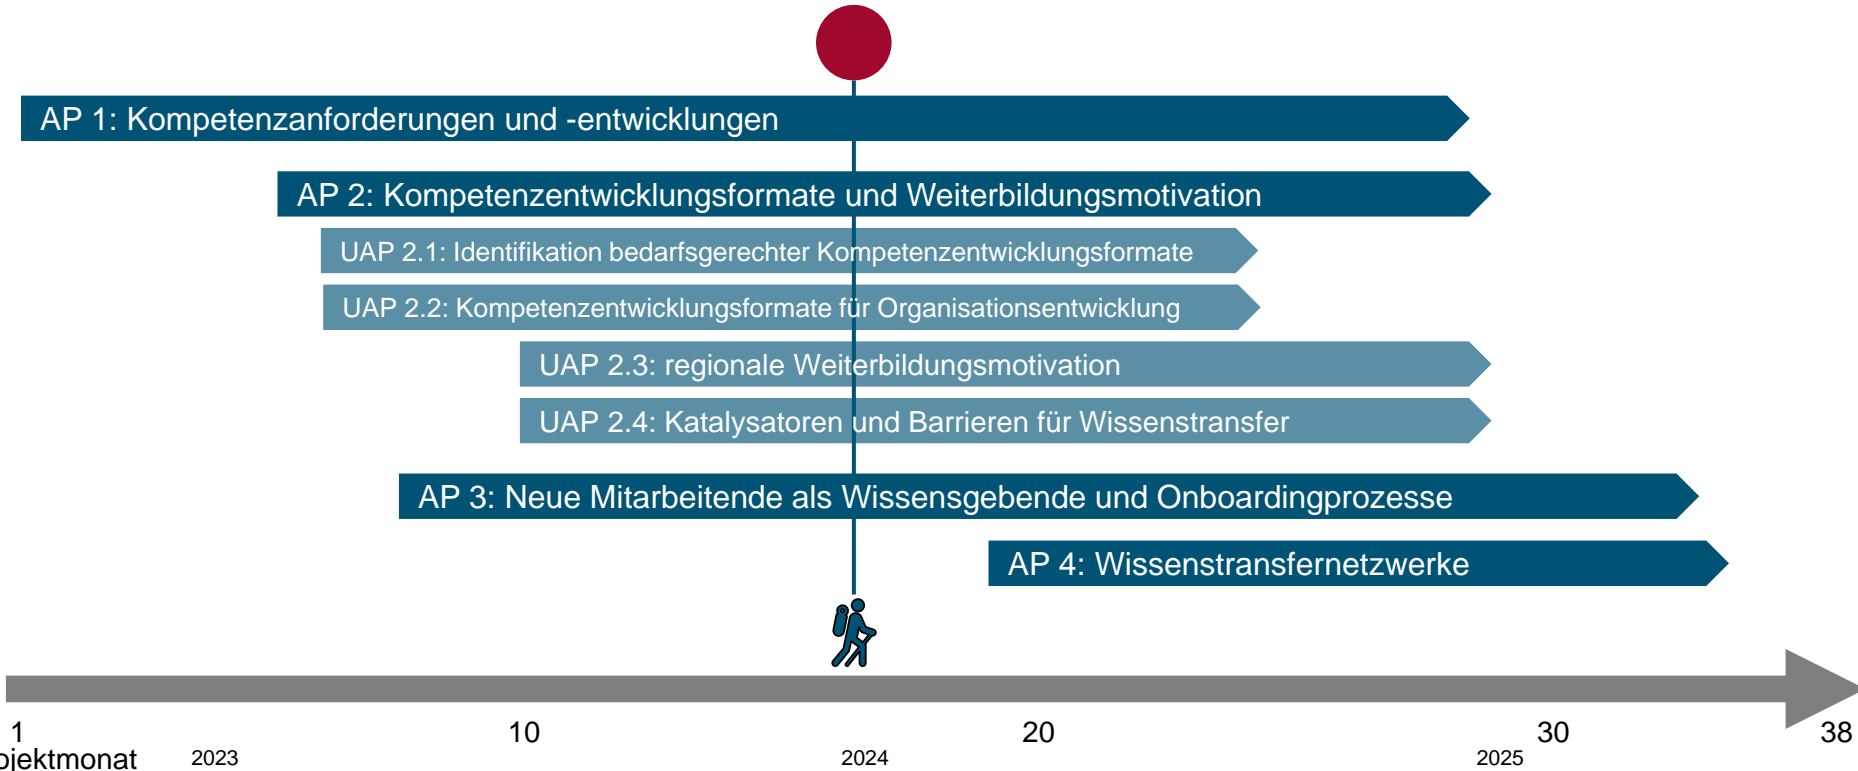 AP 1: Kompetenzanforderungen und -entwicklungen
AP 2: Kompetenzentwicklungsformate und Weiterbildungsmotivation
UAP 2.1: Identifikation bedarfsgerechter Kompetenzentwicklungsformate
UAP 2.2: Kompetenzentwicklungsformate für Organisationsentwicklung
UAP 2.3: regionale Weiterbildungsmotivation
UAP 2.4: Katalysatoren und Barrieren für Wissenstransfer
AP 3: Neue Mitarbeitende als Wissensgebende und Onboardingprozesse
AP 4: Wissenstransfernetzwerke
1 10 20 30 38
ojektmonat 2023 2024 2025